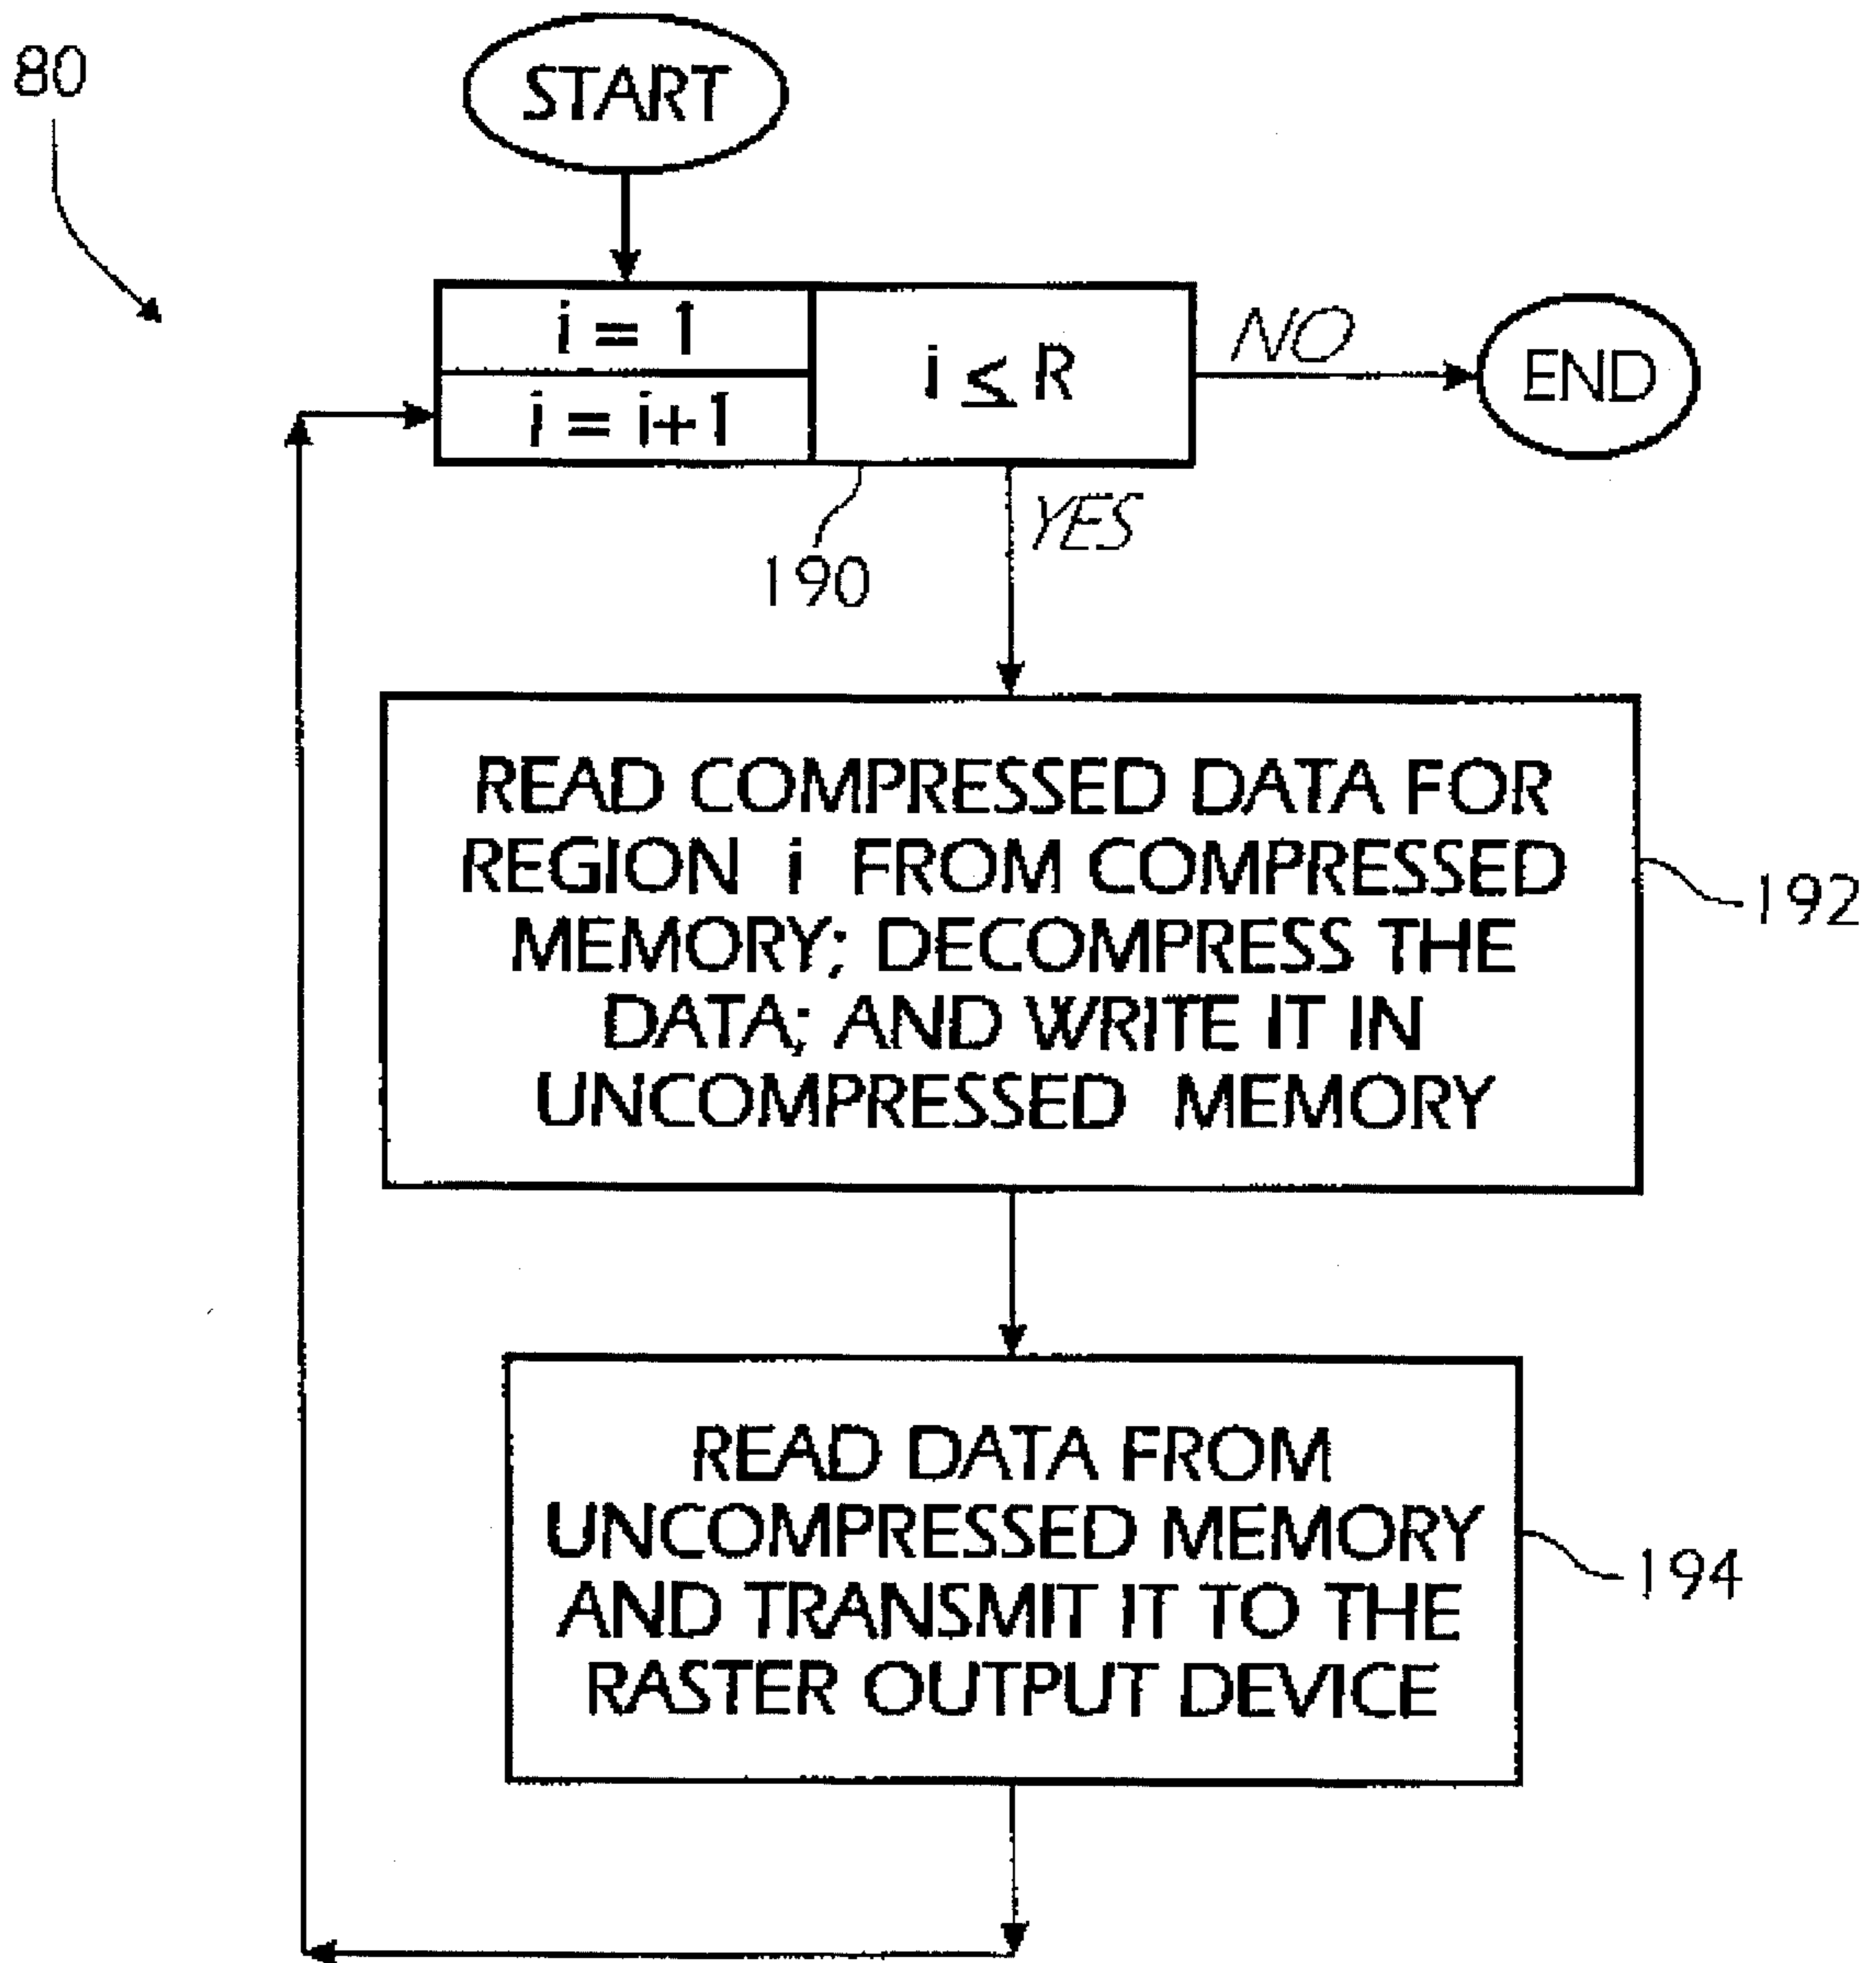 80
START
i = 1
i = i+1
i ≤ R
NO
END
YES
190
READ COMPRESSED DATA FOR
REGION i FROM COMPRESSED
MEMORY; DECOMPRESS THE
DATA; AND WRITE IT IN
UNCOMPRESSED MEMORY
192
READ DATA FROM
UNCOMPRESSED MEMORY
AND TRANSMIT IT TO THE
RASTER OUTPUT DEVICE
194